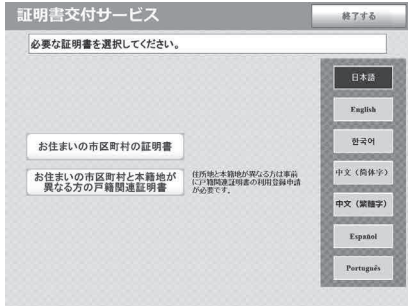 証明書交付サービス
終了する
必要な証明書を選択してください。
日本語
English
한국어
中文（简体字）
中文（繁體字）
Español
Português
お住まいの市区町村の証明書
お住まいの市区町村と本籍地が
異なる方の戸籍関連証明書
住所地と本籍地が異なる方は事前
に戸籍関連証明書の利用登録申請
が必要です。